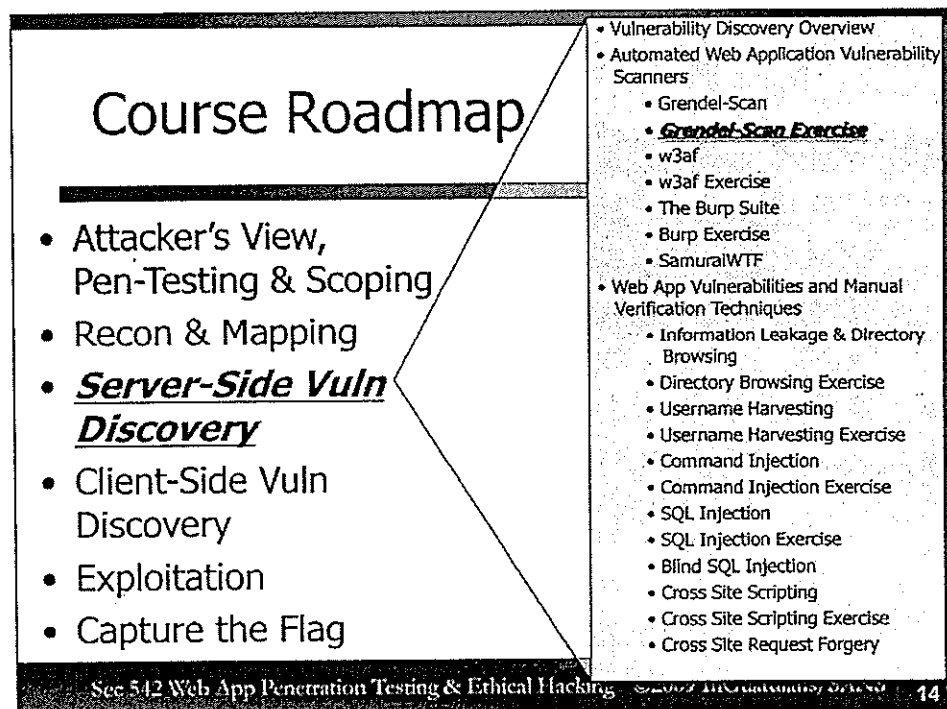 Course Roadmap
• Attacker's View,
Pen-Testing & Scoping
• Recon & Mapping
• Server-Side Vuln
Discovery
• Client-Side Vuln
Discovery
• Exploitation
• Capture the Flag
• Vulnerability Discovery Overview
• Automated Web Application Vulnerability
Scanners
• Grendel-Scan
• Grendel-Scan Exercise
• w3af
• w3af Exercise
• The Burp Suite
• Burp Exercise
• SamuraiWTF
• Web App Vulnerabilities and Manual
Verification Techniques
• Information Leakage & Directory
Browsing
• Directory Browsing Exercise
• Username Harvesting
• Username Harvesting Exercise
• Command Injection
• Command Injection Exercise
• SQL Injection
• SQL Injection Exercise
• Blind SQL Injection
• Cross Site Scripting
• Cross Site Scripting Exercise
• Cross Site Request Forgery
Sec 542 Web App Penetration Testing & Ethical Hacking
14